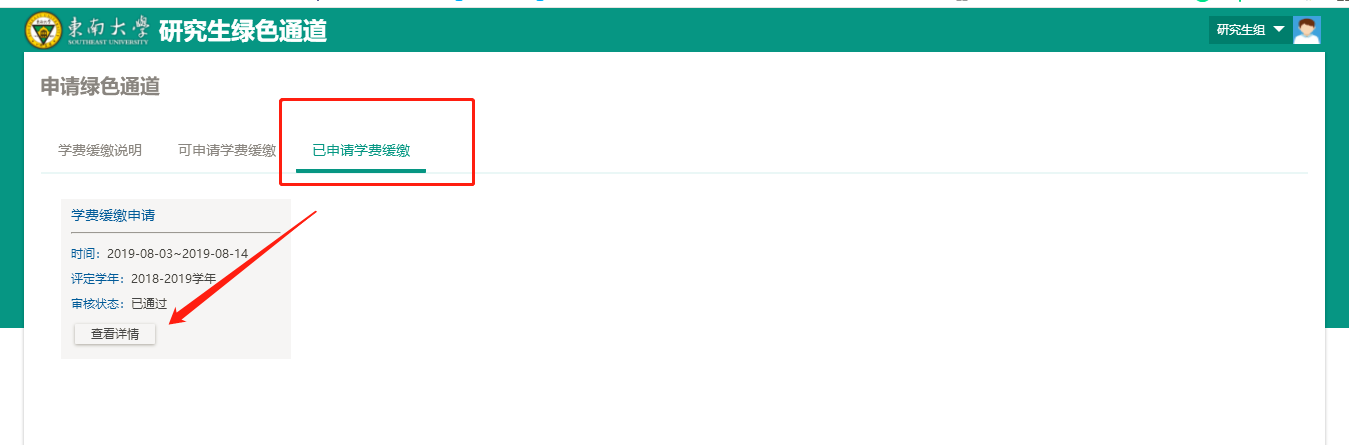 東南大學 研究生绿色通道
SOUTHEAST UNIVERSITY
研究生组
申请绿色通道
学费缓缴说明 可申请学费缓缴 已申请学费缓缴
学费缓缴申请
时间：2019-08-03~2019-08-14
评定学年：2018-2019学年
审核状态：已通过
查看详情